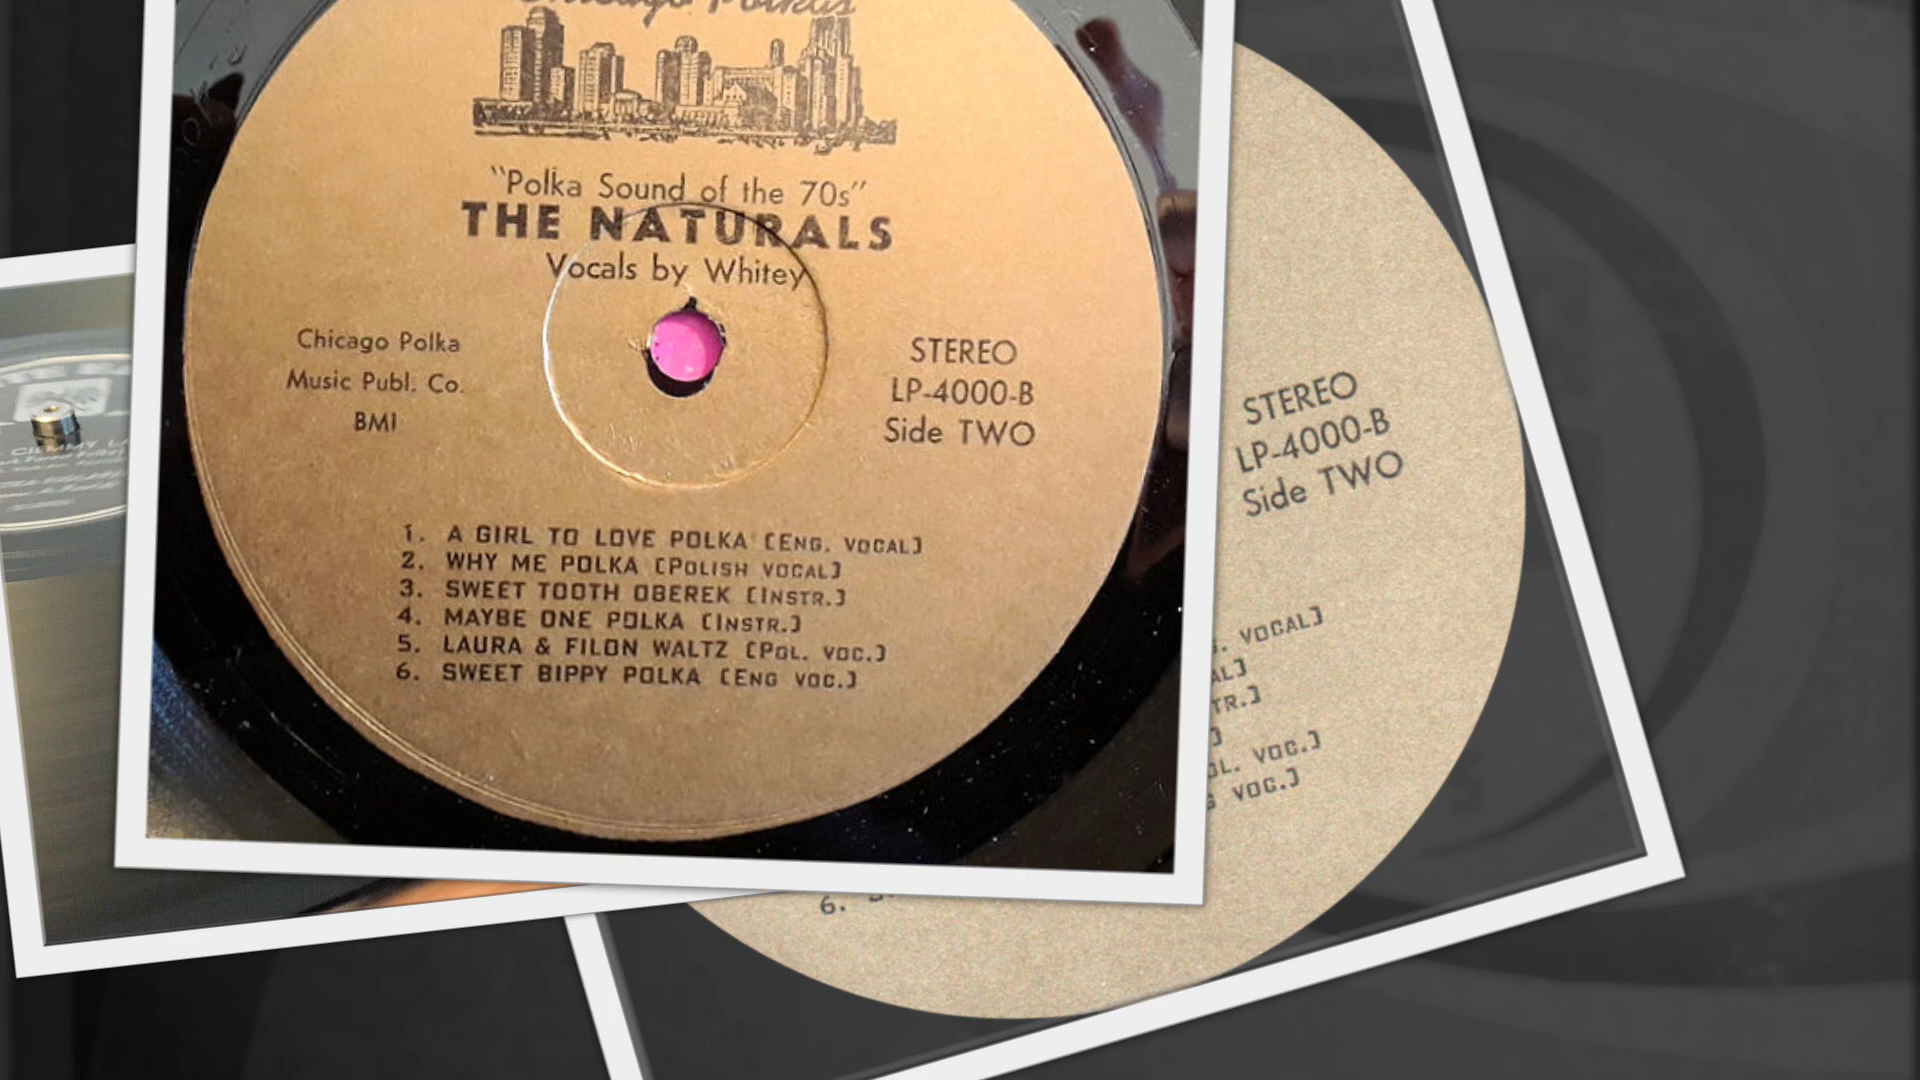 Chicago Polkas
"Polka Sound of the 70s"
THE NATURALS
Vocals by Whitey
Chicago Polka
Music Publ. Co.
BMI
STEREO
LP-4000-B
Side TWO
1. A GIRL TO LOVE POLKA [ENG. VOCAL]
2. WHY ME POLKA [POLISH VOCAL]
3. SWEET TOOTH OBEREK [INSTR.]
4. MAYBE ONE POLKA [INSTR.]
5. LAURA & FILON WALTZ [POL. VOC.]
6. SWEET BIPPY POLKA [ENG VOC.]
STEREO
LP-4000-B
Side TWO
VOCAL]
VOC.]
VOC.]
6.